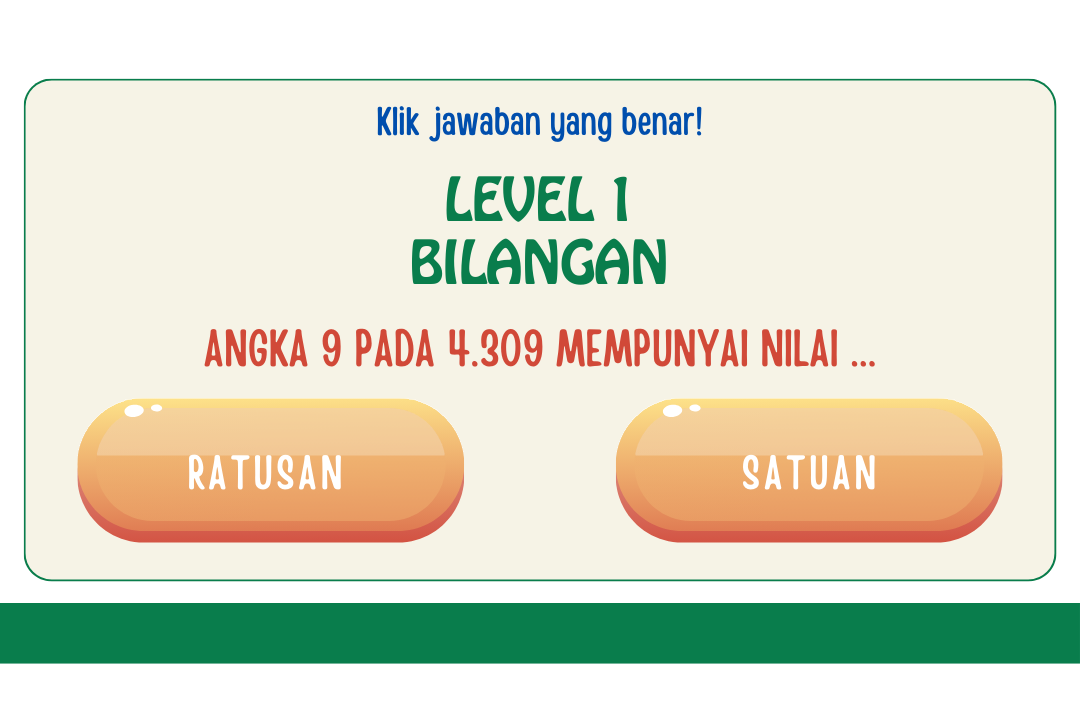 Klik jawaban yang benar!
LEVEL 1
BILANGAN
ANGKA 9 PADA 4.309 MEMPUNYAI NILAI ...
RATUSAN
SATUAN